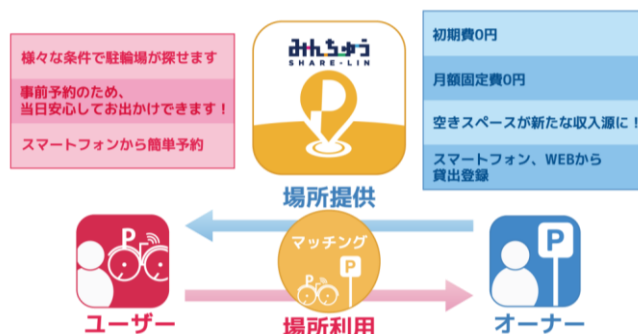 様々な条件で駐輪場が探せます
事前予約のため、
当日安心してお出かけできます！
スマートフォンから簡単予約
みんちゅう
SHARE-LIN
P
初期費0円
月額固定費0円
空きスペースが新たな収入源に！
スマートフォン、WEBから
貸出登録
場所提供
マッチング
P
P
P
ユーザー
場所利用
オーナー